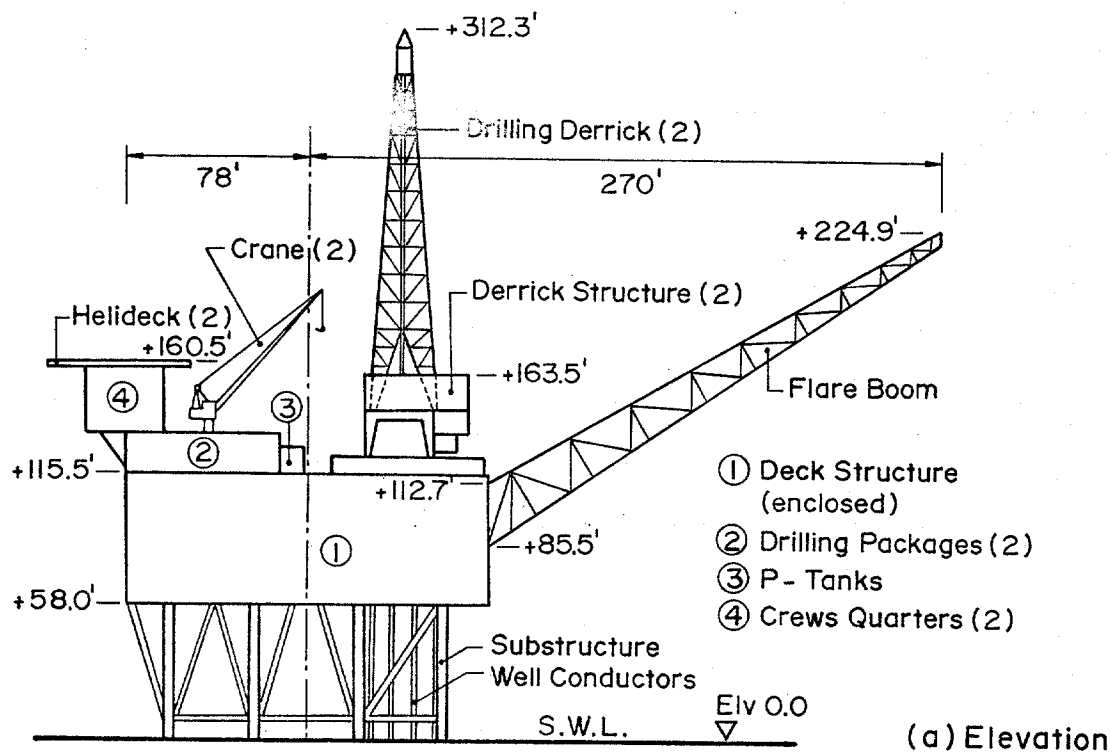 +312.3'
Drilling Derrick (2)
78'
270'
+224.9'
Crane (2)
Derrick Structure (2)
Helideck (2)
+160.5'
+163.5'
④
③
Flare Boom
②
+115.5'
+112.7'
① Deck Structure
(enclosed)
①
+85.5'
② Drilling Packages (2)
③ P-Tanks
+58.0'
④ Crews Quarters (2)
Substructure
Well Conductors
S.W.L.
Elv 0.0
(a) Elevation